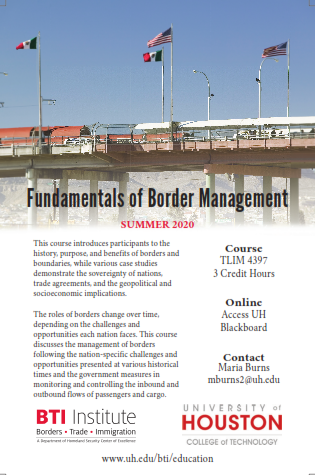 Fundamentals of Border Management
SUMMER 2020
This course introduces participants to the
history, purpose, and benefits of borders and
boundaries, while various case studies
demonstrate the sovereignty of nations,
trade agreements, and the geopolitical and
socioeconomic implications.
The roles of borders change over time,
depending on the challenges and
opportunities each nation faces. This course
discusses the management of borders
following the nation-specific challenges and
opportunities presented at various historical
times and the government measures in
monitoring and controlling the inbound and
outbound flows of passengers and cargo.
Course
TLIM 4397
3 Credit Hours
Online
Access UH
Blackboard
Contact
Maria Burns
mburns2@uh.edu
BTI Institute
Borders • Trade • Immigration
A Department of Homeland Security Center of Excellence
UNIVERSITY of
HOUSTON
COLLEGE of TECHNOLOGY
www.uh.edu/bti/education